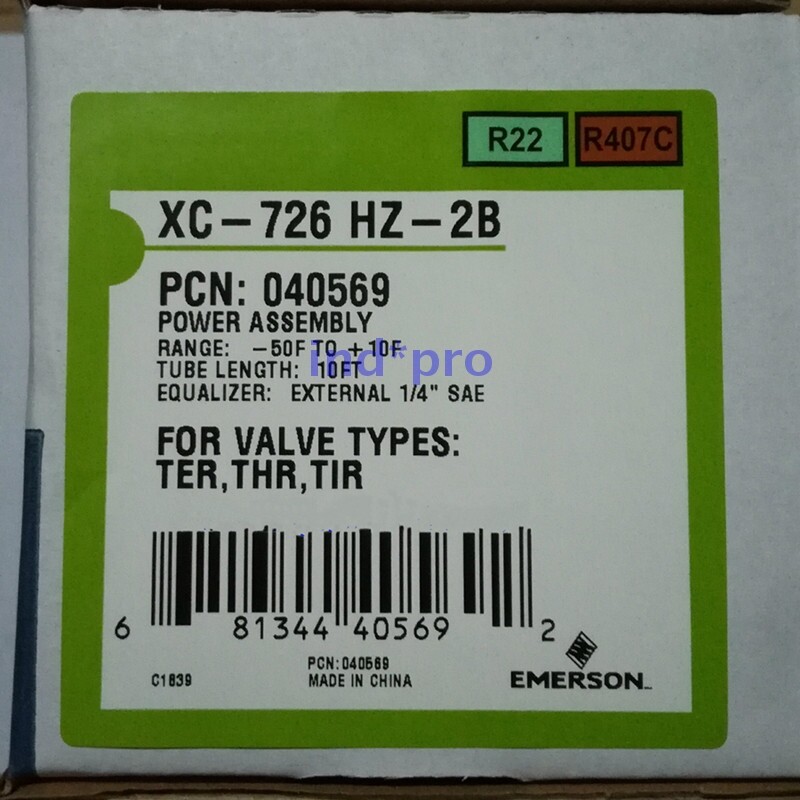 R22 R407C
XC-726 HZ-2B
PCN: 040569
POWER ASSEMBLY
RANGE: -50F TO +10F
ind*pro
TUBE LENGTH: 10FT
EQUALIZER: EXTERNAL 1/4" SAE
FOR VALVE TYPES:
TER,THR,TIR
6 81344 40569 2
PCN:040569
C1639 MADE IN CHINA
EMERSON